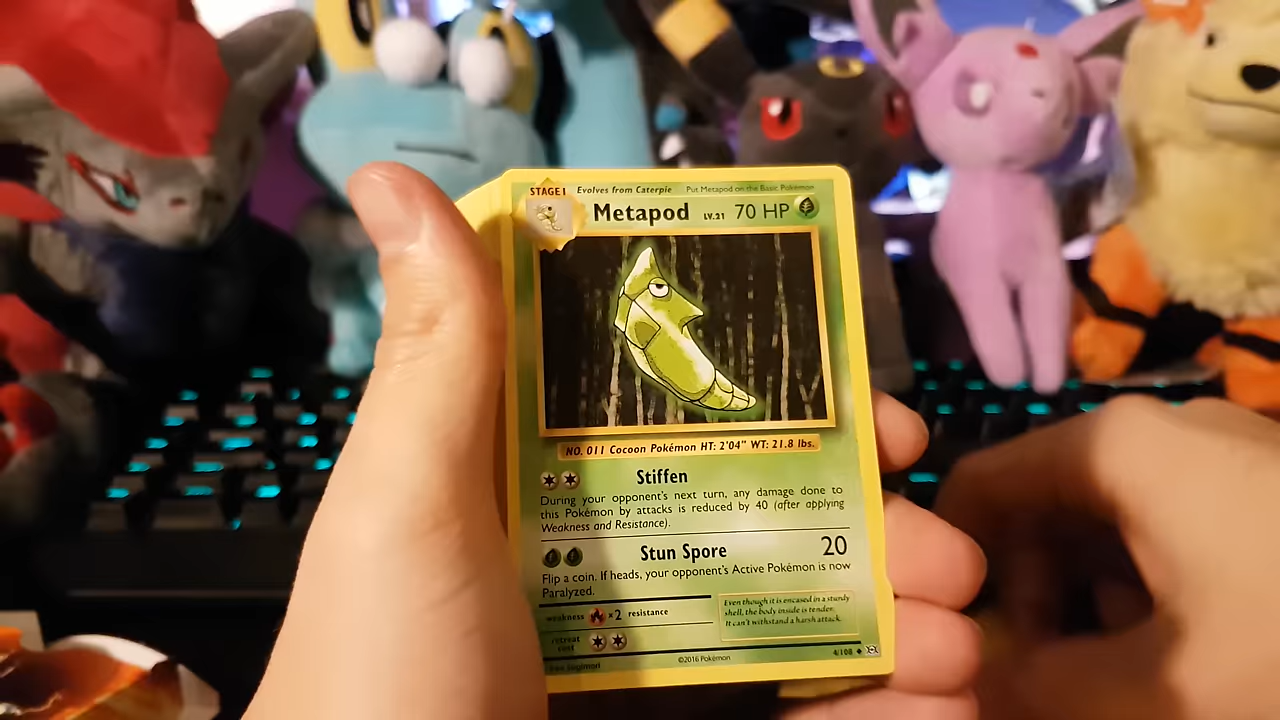 STAGE 1 Evolves from Caterpie Put Metapod on the Basic Pokémon
Metapod LV.21 70 HP
NO. 011 Cocoon Pokémon HT: 2'04" WT: 21.8 lbs.
Stiffen
During your opponent's next turn, any damage done to
this Pokémon by attacks is reduced by 40 (after applying
Weakness and Resistance).
Stun Spore 20
Flip a coin. If heads, your opponent's Active Pokémon is now
Paralyzed.
weakness ×2 resistance
Even though it is encased in a sturdy
shell, the body inside is tender.
It can't withstand a harsh attack.
retreat
cost
Sugimori ©2016 Pokémon 4/108